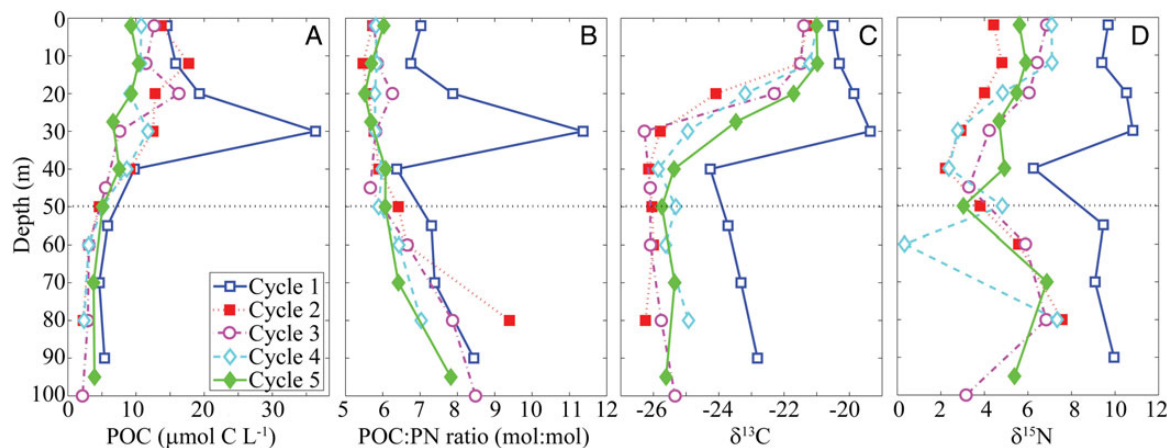 A B C D
0
10
20
30
40
50
60
70
80
90
100
Depth (m)
Cycle 1
Cycle 2
Cycle 3
Cycle 4
Cycle 5
0 10 20 30
POC (μmol C L⁻¹)
5 6 7 8 9 10 11 12
POC:PN ratio (mol:mol)
-26 -24 -22 -20
δ¹³C
0 2 4 6 8 10 12
δ¹⁵N